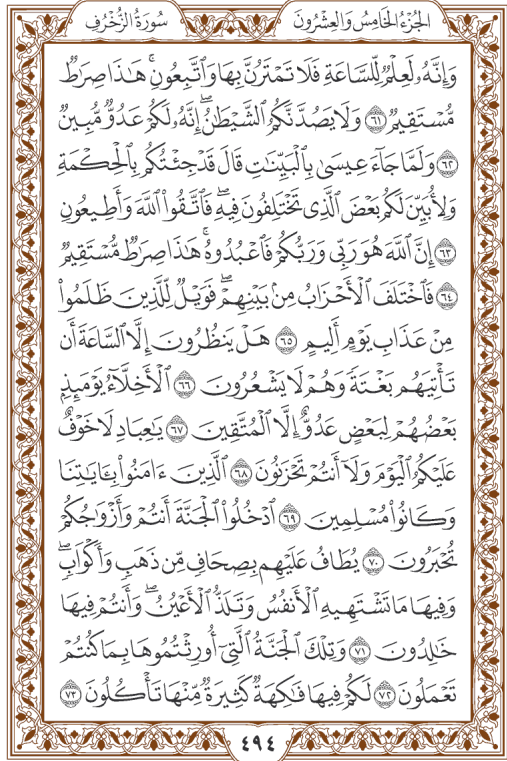 الجُزْءُ الخَامِسُ وَالعِشْرُونَ سُورَةُ الزُّخْرُفِ
وَإِنَّهُۥ لَعِلۡمٞ لِّلسَّاعَةِ فَلَا تَمۡتَرُنَّ بِهَا وَٱتَّبِعُونِۚ هَٰذَا صِرَٰطٞ
مُّسۡتَقِيمٞ ٦١ وَلَا يَصُدَّنَّكُمُ ٱلشَّيۡطَٰنُۖ إِنَّهُۥ لَكُمۡ عَدُوّٞ مُّبِينٞ
٦٢ وَلَمَّا جَآءَ عِيسَىٰ بِٱلۡبَيِّنَٰتِ قَالَ قَدۡ جِئۡتُكُم بِٱلۡحِكۡمَةِ
وَلِأُبَيِّنَ لَكُم بَعۡضَ ٱلَّذِي تَخۡتَلِفُونَ فِيهِۖ فَٱتَّقُواْ ٱللَّهَ وَأَطِيعُونِ
٦٣ إِنَّ ٱللَّهَ هُوَ رَبِّي وَرَبُّكُمۡ فَٱعۡبُدُوهُۚ هَٰذَا صِرَٰطٞ مُّسۡتَقِيمٞ
٦٤ فَٱخۡتَلَفَ ٱلۡأَحۡزَابُ مِنۢ بَيۡنِهِمۡۖ فَوَيۡلٞ لِّلَّذِينَ ظَلَمُواْ
مِنۡ عَذَابِ يَوۡمٍ أَلِيمٍ ٦٥ هَلۡ يَنظُرُونَ إِلَّا ٱلسَّاعَةَ أَن
تَأۡتِيَهُم بَغۡتَةٗ وَهُمۡ لَا يَشۡعُرُونَ ٦٦ ٱلۡأَخِلَّآءُ يَوۡمَئِذِۭ
بَعۡضُهُمۡ لِبَعۡضٍ عَدُوٌّ إِلَّا ٱلۡمُتَّقِينَ ٦٧ يَٰعِبَادِ لَا خَوۡفٌ
عَلَيۡكُمُ ٱلۡيَوۡمَ وَلَآ أَنتُمۡ تَحۡزَنُونَ ٦٨ ٱلَّذِينَ ءَامَنُواْ بِـَٔايَٰتِنَا
وَكَانُواْ مُسۡلِمِينَ ٦٩ ٱدۡخُلُواْ ٱلۡجَنَّةَ أَنتُمۡ وَأَزۡوَٰجُكُمۡ
تُحۡبَرُونَ ٧٠ يُطَافُ عَلَيۡهِم بِصِحَافٖ مِّن ذَهَبٖ وَأَكۡوَابٖۖ
وَفِيهَا مَا تَشۡتَهِيهِ ٱلۡأَنفُسُ وَتَلَذُّ ٱلۡأَعۡيُنُۖ وَأَنتُمۡ فِيهَا
خَٰلِدُونَ ٧١ وَتِلۡكَ ٱلۡجَنَّةُ ٱلَّتِيٓ أُورِثۡتُمُوهَا بِمَا كُنتُمۡ
تَعۡمَلُونَ ٧٢ لَكُمۡ فِيهَا فَٰكِهَةٞ كَثِيرَةٞ مِّنۡهَا تَأۡكُلُونَ ٧٣
٤٩٤